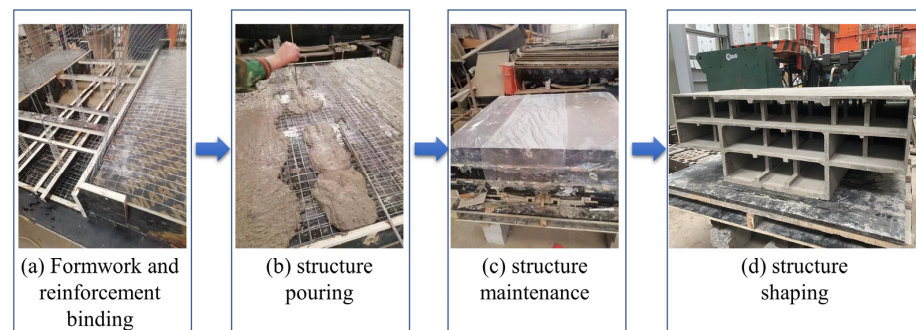 (a) Formwork and
reinforcement
binding
(b) structure
pouring
(c) structure
maintenance
(d) structure
shaping